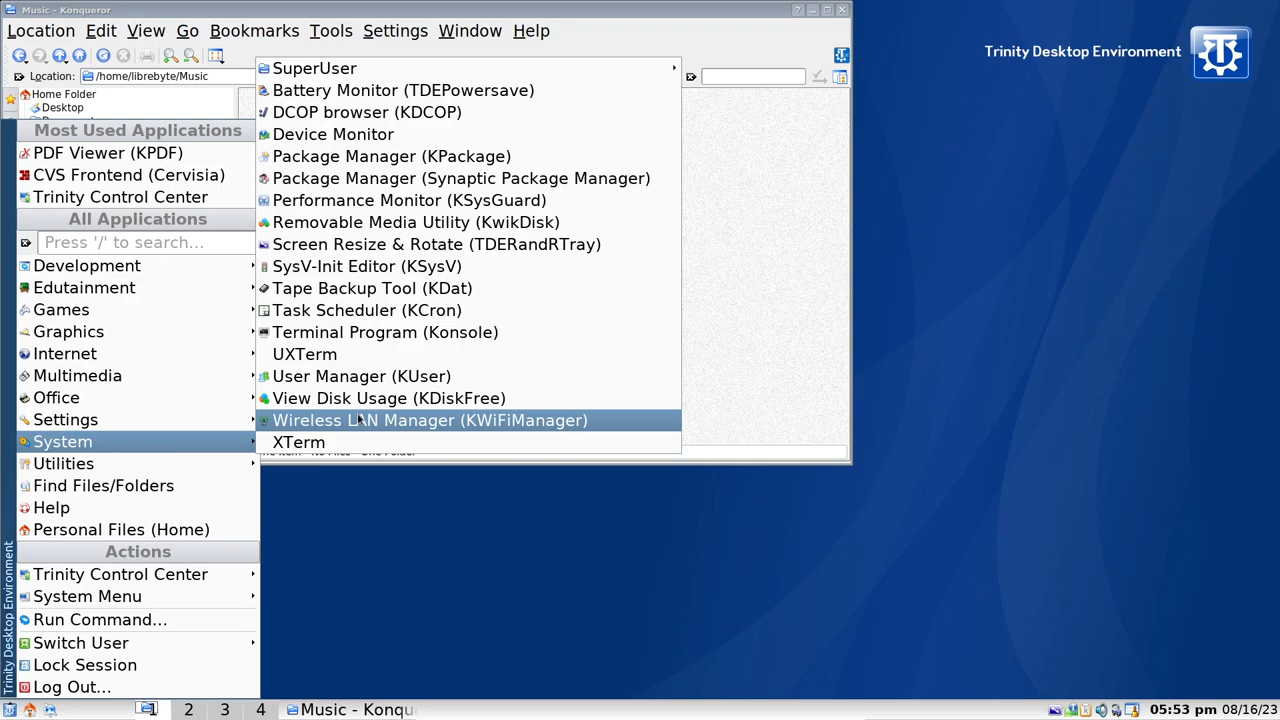 Music - Konqueror
Location Edit View Go Bookmarks Tools Settings Window Help
Trinity Desktop Environment
Location: /home/librebyte/Music
Home Folder
Desktop
Most Used Applications
PDF Viewer (KPDF)
CVS Frontend (Cervisia)
Trinity Control Center
All Applications
Press '/' to search...
Development
Edutainment
Games
Graphics
Internet
Multimedia
Office
Settings
System
Utilities
Find Files/Folders
Help
Personal Files (Home)
Actions
Trinity Control Center
System Menu
Run Command...
Switch User
Lock Session
Log Out...
Trinity Desktop Environment
SuperUser
Battery Monitor (TDEPowersave)
DCOP browser (KDCOP)
Device Monitor
Package Manager (KPackage)
Package Manager (Synaptic Package Manager)
Performance Monitor (KSysGuard)
Removable Media Utility (KwikDisk)
Screen Resize & Rotate (TDERandRTray)
SysV-Init Editor (KSysV)
Tape Backup Tool (KDat)
Task Scheduler (KCron)
Terminal Program (Konsole)
UXTerm
User Manager (KUser)
View Disk Usage (KDiskFree)
Wireless LAN Manager (KWiFiManager)
XTerm
1 2 3 4 Music - Konqu 05:53 pm 08/16/23